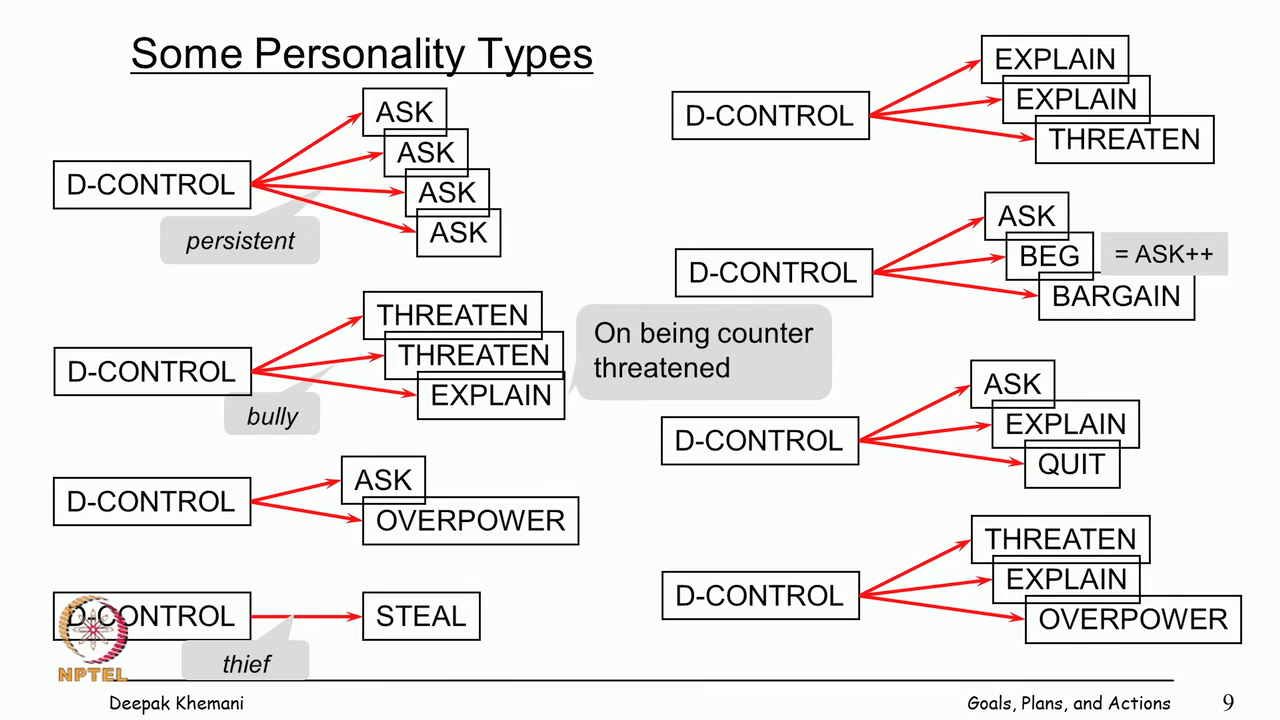 Some Personality Types
D-CONTROL
ASK
ASK
ASK
ASK
persistent
D-CONTROL
THREATEN
THREATEN
EXPLAIN
bully
On being counter
threatened
D-CONTROL
ASK
OVERPOWER
D-CONTROL
STEAL
thief
D-CONTROL
EXPLAIN
EXPLAIN
THREATEN
D-CONTROL
ASK
BEG
= ASK++
BARGAIN
D-CONTROL
ASK
EXPLAIN
QUIT
D-CONTROL
THREATEN
EXPLAIN
OVERPOWER
NPTEL
Deepak Khemani
Goals, Plans, and Actions
9